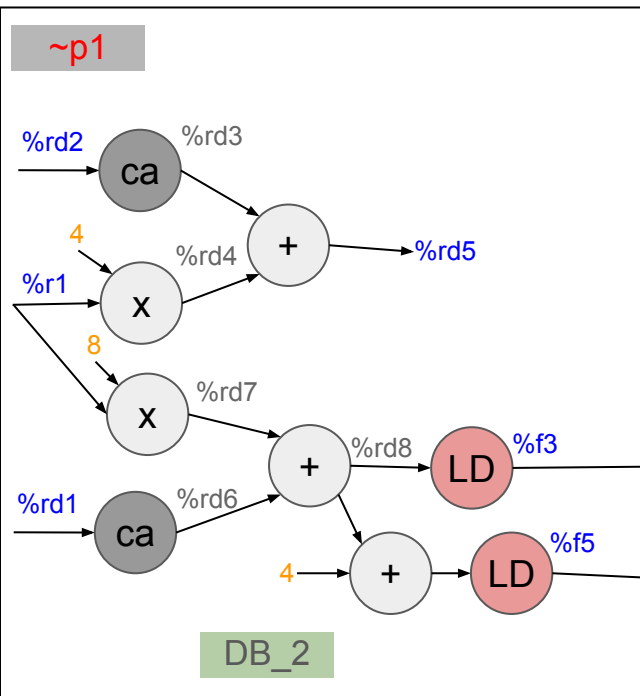 ~p1
%rd2
ca
%rd3
4
%r1
x
%rd4
+
%rd5
8
x
%rd7
+
%rd8
LD
%f3
%rd1
ca
%rd6
4
+
LD
%f5
DB_2